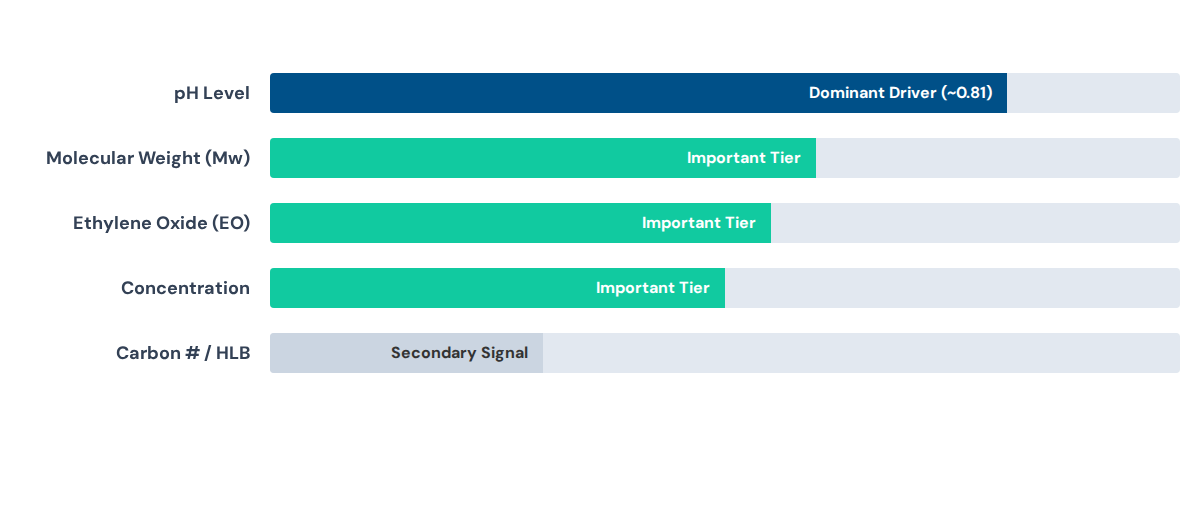 pH Level
Dominant Driver (~0.81)
Molecular Weight (Mw)
Important Tier
Ethylene Oxide (EO)
Important Tier
Concentration
Important Tier
Carbon # / HLB
Secondary Signal